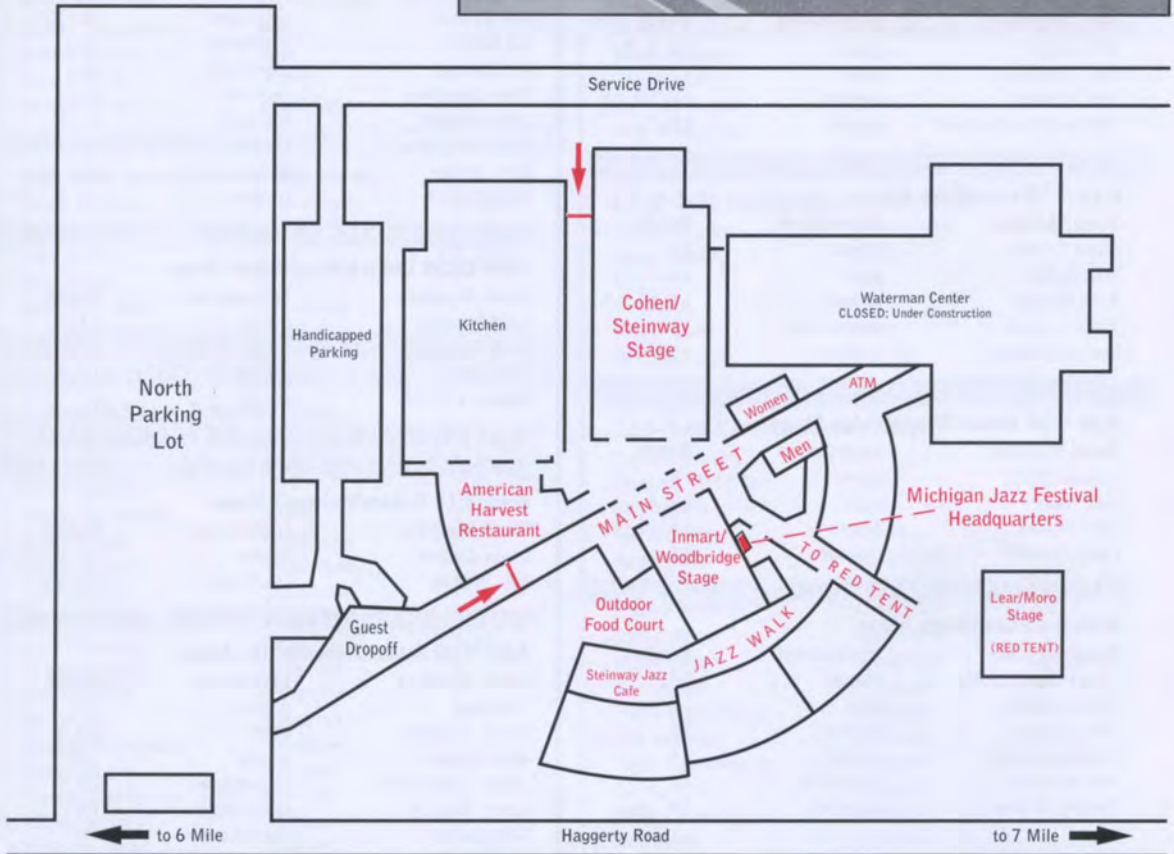 Service Drive
Handicapped
Parking
Kitchen
Cohen/
Steinway
Stage
Waterman Center
CLOSED: Under Construction
North
Parking
Lot
Women
ATM
Men
American
Harvest
Restaurant
MAIN STREET
Michigan Jazz Festival
Headquarters
Inmart/
Woodbridge
Stage
TO RED TENT
Lear/Moro
Stage
(RED TENT)
Outdoor
Food Court
JAZZ WALK
Guest
Dropoff
Steinway Jazz
Cafe
to 6 Mile
Haggerty Road
to 7 Mile